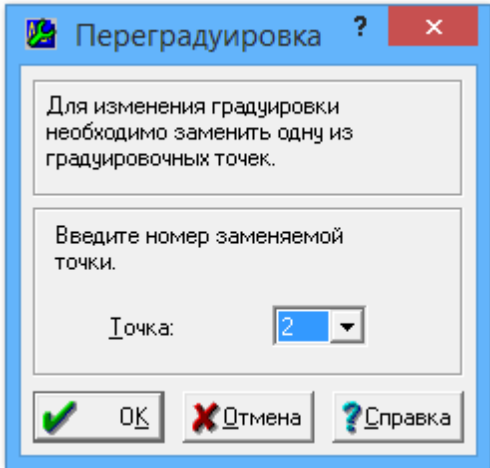 Переградуировка
?
×
Для изменения градуировки
необходимо заменить одну из
градуировочных точек.
Введите номер заменяемой
точки.
Точка: 2
OK Отмена Справка